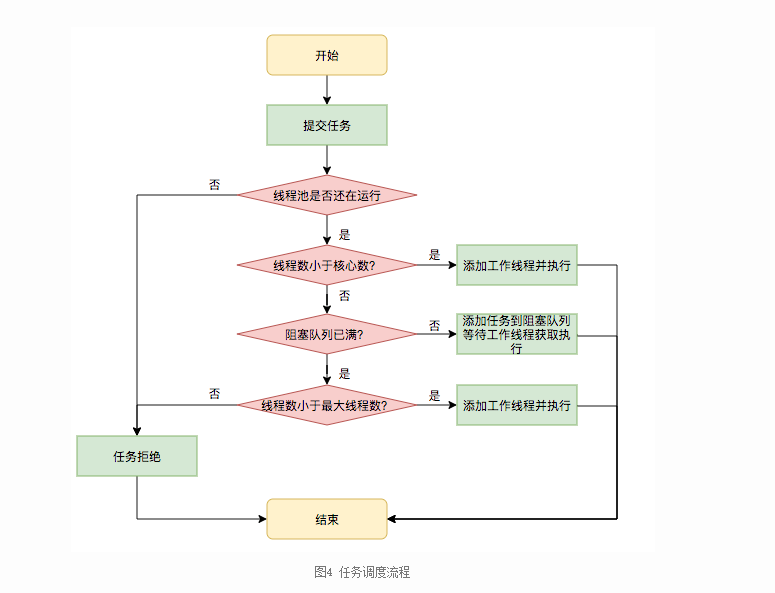 开始
提交任务
否
线程池是否还在运行
是
线程数小于核心数?
是
添加工作线程并执行
否
阻塞队列已满?
否
添加任务到阻塞队列
等待工作线程获取执
行
是
否
线程数小于最大线程数?
是
添加工作线程并执行
任务拒绝
结束
图4 任务调度流程